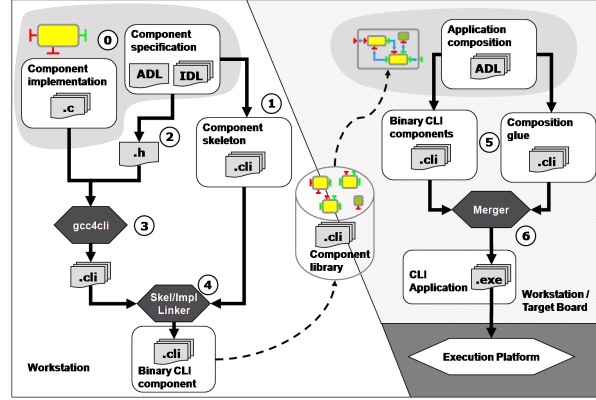 0
Component
specification
ADL
IDL
Component
implementation
.c
1
2
.h
Component
skeleton
.cli
gcc4cli
3
.cli
4
Skel/Impl
Linker
.cli
Binary CLI
component
Workstation
.cli
Component
library
Application
composition
ADL
Binary CLI
components
.cli
5
Composition
glue
.cli
Merger
6
CLI
Application
.exe
Workstation /
Target Board
Execution Platform